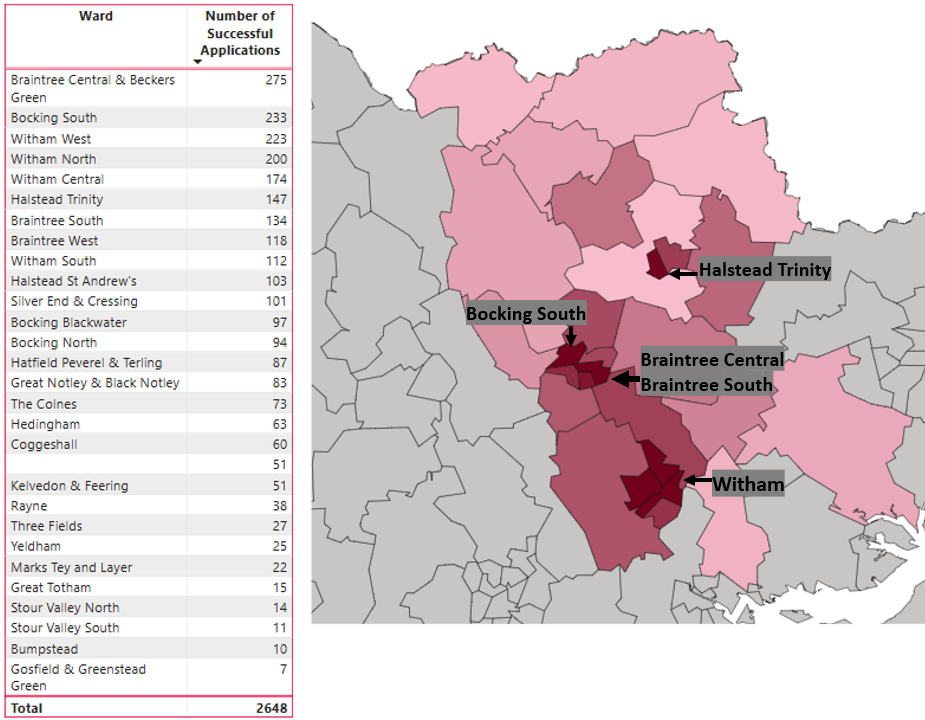 Ward Number of
Successful
Applications
Braintree Central & Beckers 275
Green
Bocking South 233
Witham West 223
Witham North 200
Witham Central 174
Halstead Trinity 147
Braintree South 134
Braintree West 118
Witham South 112
Halstead St Andrew's 103
Silver End & Cressing 101
Bocking Blackwater 97
Bocking North 94
Hatfield Peverel & Terling 87
Great Notley & Black Notley 83
The Colnes 73
Hedingham 63
Coggeshall 60
51
Kelvedon & Feering 51
Rayne 38
Three Fields 27
Yeldham 25
Marks Tey and Layer 22
Great Totham 15
Stour Valley North 14
Stour Valley South 11
Bumpstead 10
Gosfield & Greenstead 7
Green
Total 2648
Halstead Trinity
Bocking South
Braintree Central
Braintree South
Witham